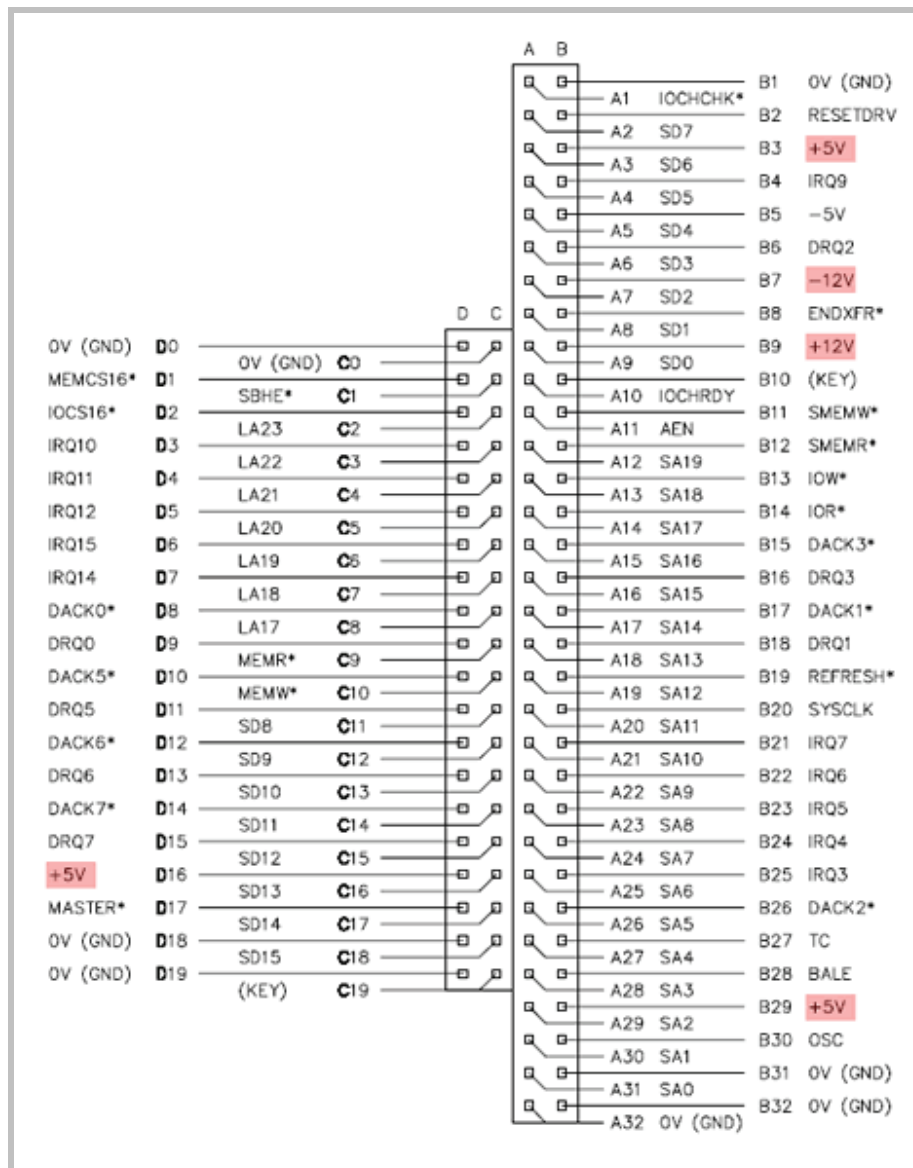 A B
B1 0V (GND)
A1 IOCHCHK*
B2 RESETDRV
A2 SD7
B3 +5V
A3 SD6
B4 IRQ9
A4 SD5
B5 -5V
A5 SD4
B6 DRQ2
A6 SD3
B7 -12V
A7 SD2
D C B8 ENDXFR*
A8 SD1
0V (GND) D0 B9 +12V
0V (GND) C0 A9 SD0
MEMCS16* D1 B10 (KEY)
SBHE* C1 A10 IOCHRDY
IOCS16* D2 B11 SMEMW*
LA23 C2 A11 AEN
IRQ10 D3 B12 SMEMR*
LA22 C3 A12 SA19
IRQ11 D4 B13 IOW*
LA21 C4 A13 SA18
IRQ12 D5 B14 IOR*
LA20 C5 A14 SA17
IRQ15 D6 B15 DACK3*
LA19 C6 A15 SA16
IRQ14 D7 B16 DRQ3
LA18 C7 A16 SA15
DACK0* D8 B17 DACK1*
LA17 C8 A17 SA14
DRQ0 D9 B18 DRQ1
MEMR* C9 A18 SA13
DACK5* D10 B19 REFRESH*
MEMW* C10 A19 SA12
DRQ5 D11 B20 SYSCLK
SD8 C11 A20 SA11
DACK6* D12 B21 IRQ7
SD9 C12 A21 SA10
DRQ6 D13 B22 IRQ6
SD10 C13 A22 SA9
DACK7* D14 B23 IRQ5
SD11 C14 A23 SA8
DRQ7 D15 B24 IRQ4
SD12 C15 A24 SA7
+5V D16 B25 IRQ3
SD13 C16 A25 SA6
MASTER* D17 B26 DACK2*
SD14 C17 A26 SA5
0V (GND) D18 B27 TC
SD15 C18 A27 SA4
0V (GND) D19 B28 BALE
(KEY) C19 A28 SA3
B29 +5V
A29 SA2
B30 OSC
A30 SA1
B31 0V (GND)
A31 SA0
B32 0V (GND)
A32 0V (GND)